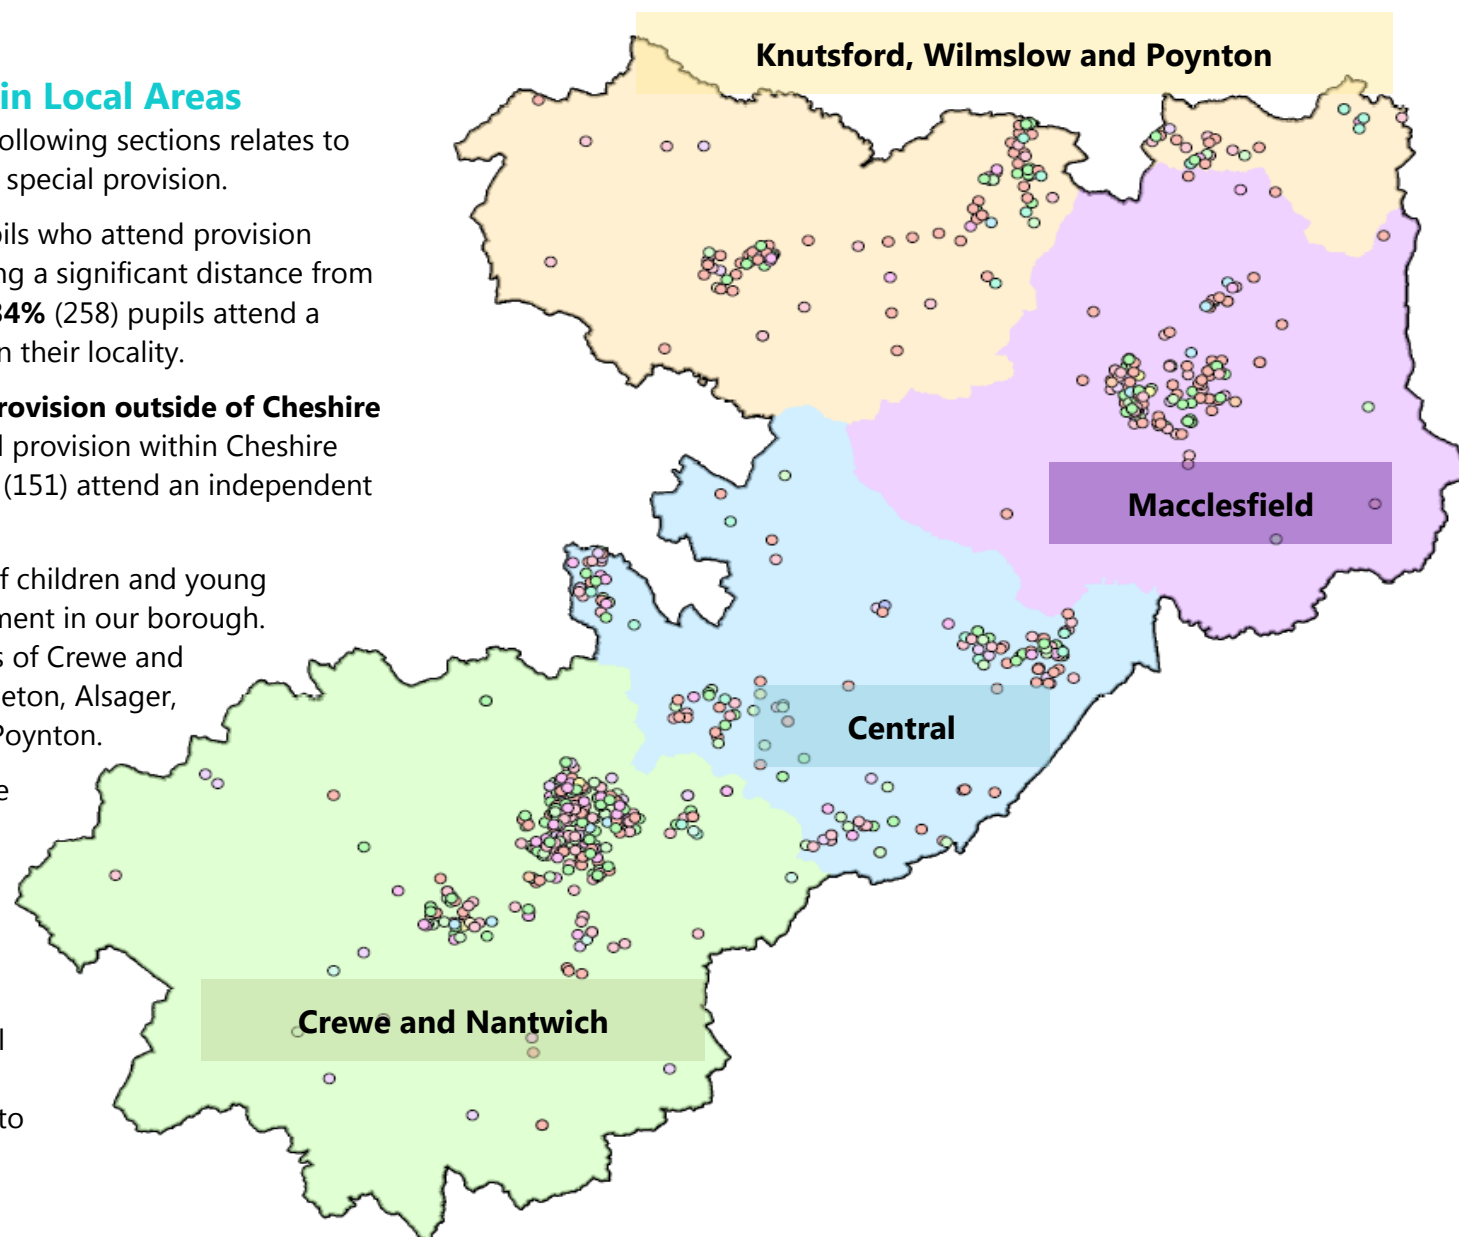 in Local Areas
ollowing sections relates to
special provision.
ils who attend provision
ng a significant distance from
34% (258) pupils attend a
n their locality.
rovision outside of Cheshire
l provision within Cheshire
(151) attend an independent
f children and young
ment in our borough.
s of Crewe and
leton, Alsager,
Poynton.
e
l
to
Knutsford, Wilmslow and Poynton
Macclesfield
Central
Crewe and Nantwich